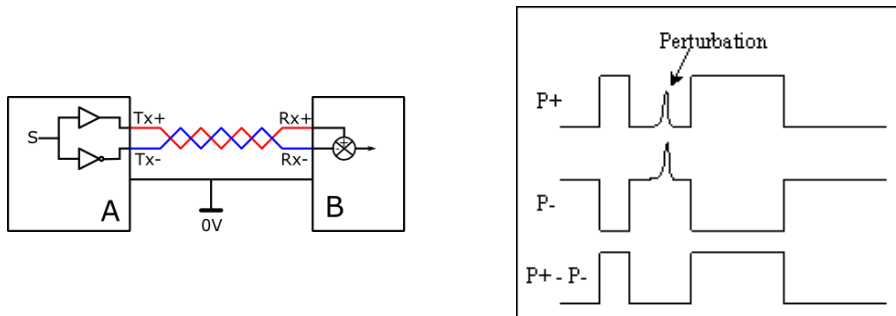 S
Tx+
Tx-
Rx+
Rx-
A
B
0V
Perturbation
P+
P-
P+ - P-